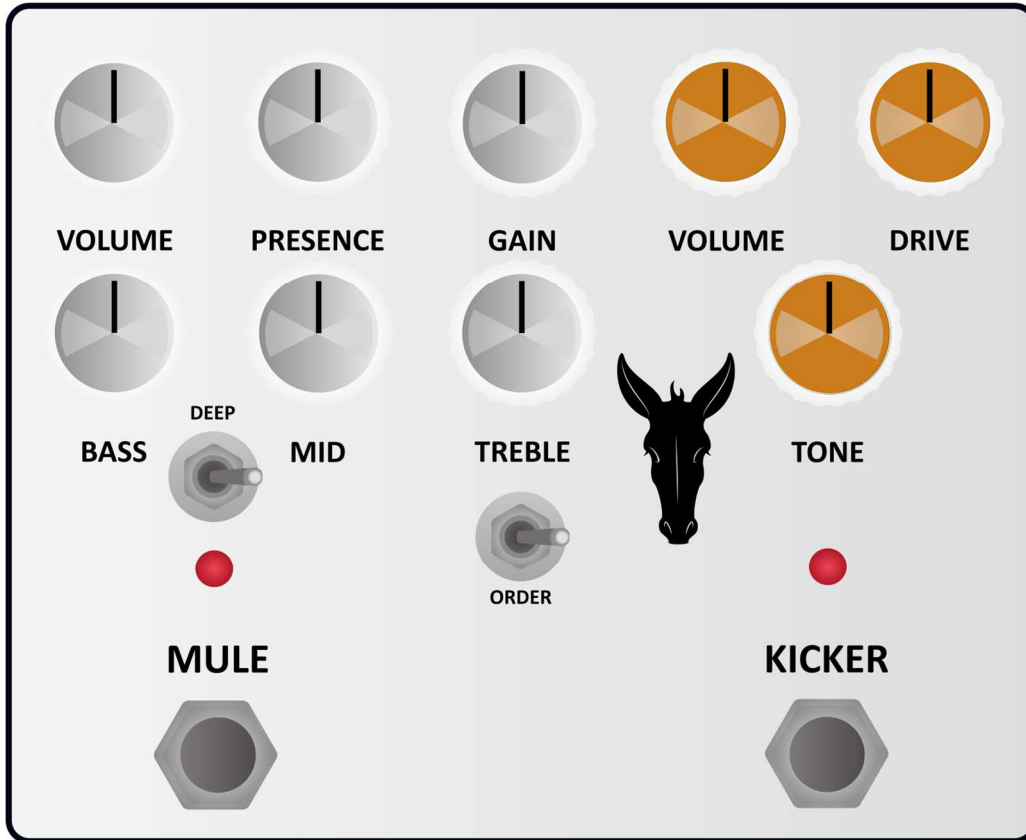 VOLUME PRESENCE GAIN VOLUME DRIVE
DEEP
BASS MID TREBLE TONE
ORDER
MULE KICKER